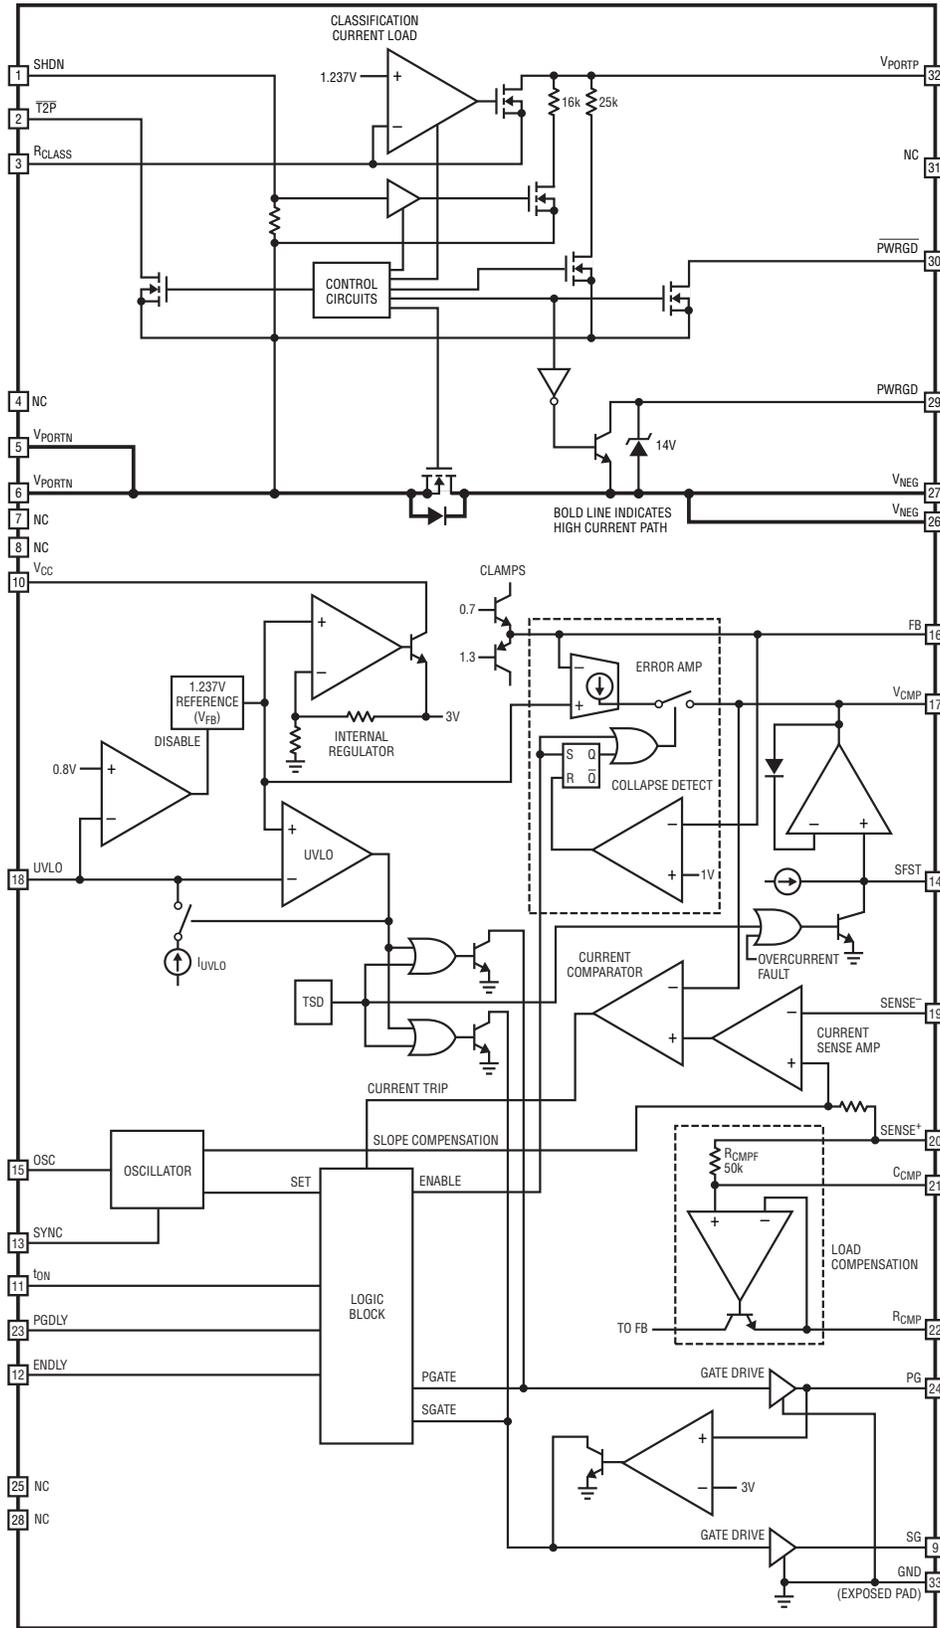 CLASSIFICATION
CURRENT LOAD
1 SHDN
1.237V
+
−
16k
25k
VPORTP 32
2 T2P
3 RCLASS
NC 31
PWRGD 30
CONTROL
CIRCUITS
4 NC
PWRGD 29
5 VPORTN
14V
6 VPORTN
VNEG 27
7 NC
BOLD LINE INDICATES
HIGH CURRENT PATH
VNEG 26
8 NC
10 VCC
CLAMPS
0.7
1.3
FB 16
+
−
ERROR AMP
−
+
1.237V
REFERENCE
(VFB)
VCMP 17
3V
INTERNAL
REGULATOR
DISABLE
0.8V
+
−
S Q
R Q
COLLAPSE DETECT
−
+
1V
− +
+
UVLO
−
18 UVLO
SFST 14
IUVLO
OVERCURRENT
FAULT
TSD
CURRENT
COMPARATOR
−
+
SENSE− 19
−
+
CURRENT
SENSE AMP
CURRENT TRIP
SLOPE COMPENSATION
SENSE+ 20
RCMPF
50k
15 OSC
OSCILLATOR
SET
ENABLE
CCMP 21
+ −
13 SYNC
LOAD
COMPENSATION
11 tON
LOGIC
BLOCK
23 PGDLY
TO FB
RCMP 22
12 ENDLY
PGATE
GATE DRIVE
PG 24
SGATE
+
−
3V
25 NC
28 NC
GATE DRIVE
SG 9
GND 33
(EXPOSED PAD)